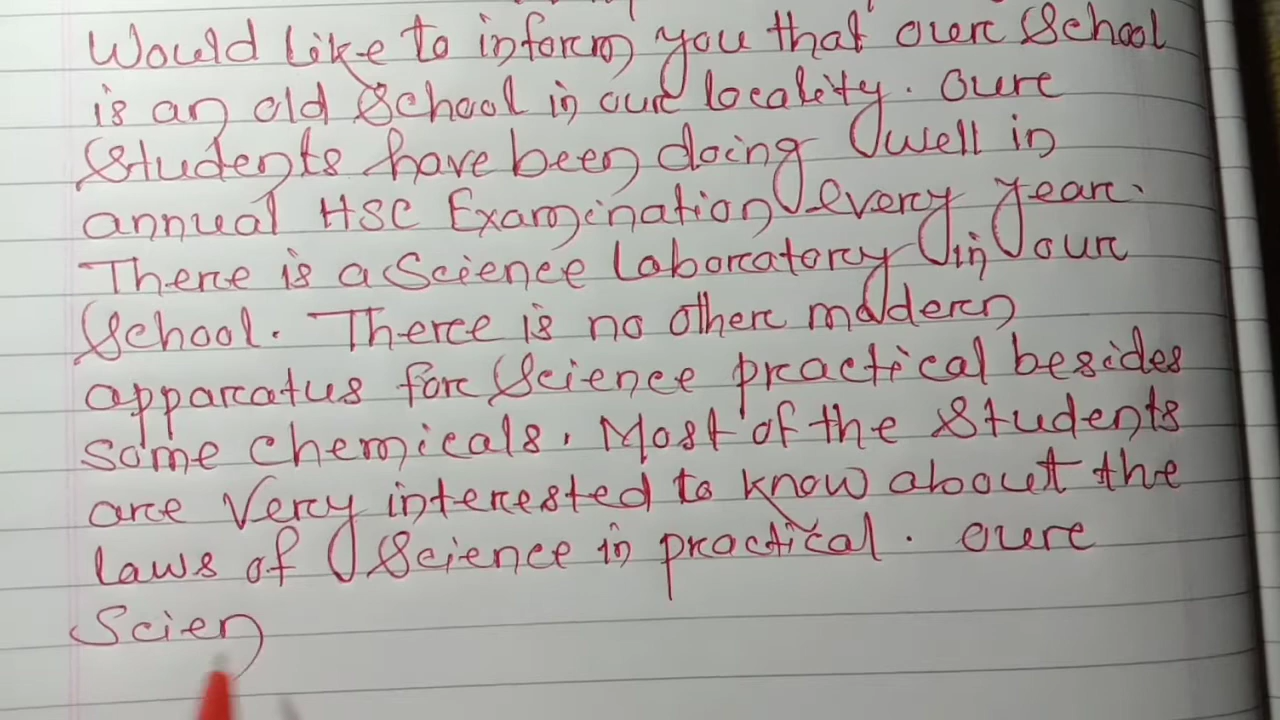 Would like to inform you that our School
is an old School in our locality. Our
Students have been doing well in
annual HSC Examination every year.
There is a Science laboratory in our
School. There is no other modern
apparatus for Science practical besides
some chemicals. Most of the Students
are Very interested to know about the
laws of Science in practical. Our
Scien